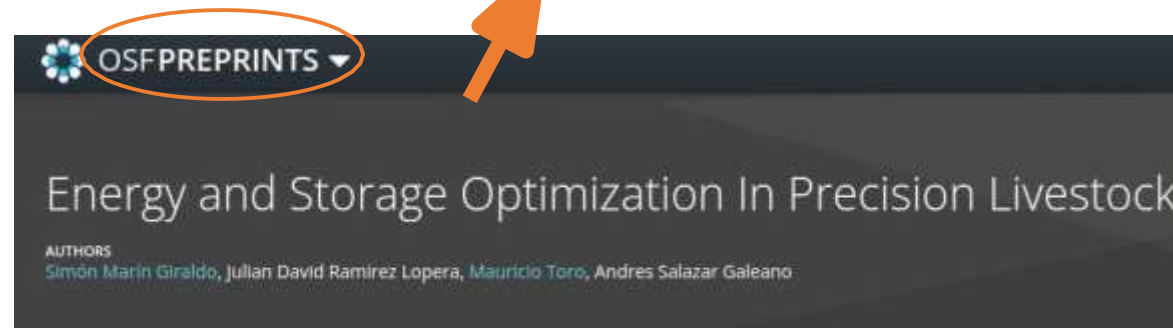 OSFPREPRINTS
Energy and Storage Optimization In Precision Livestock
AUTHORS
Simón Marín Giraldo, Julian David Ramirez Lopera, Mauricio Toro, Andres Salazar Galeano